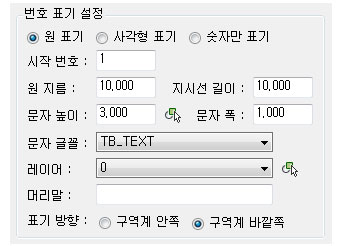 번호 표기 설정
원 표기 사각형 표기 숫자만 표기
시작 번호 : 1
원 지름 : 10,000 지시선 길이 : 10,000
문자 높이 : 3,000 문자 폭 : 1,000
문자 글꼴 : TB_TEXT
레이어 : 0
머리말 :
표기 방향 : 구역계 안쪽 구역계 바깥쪽